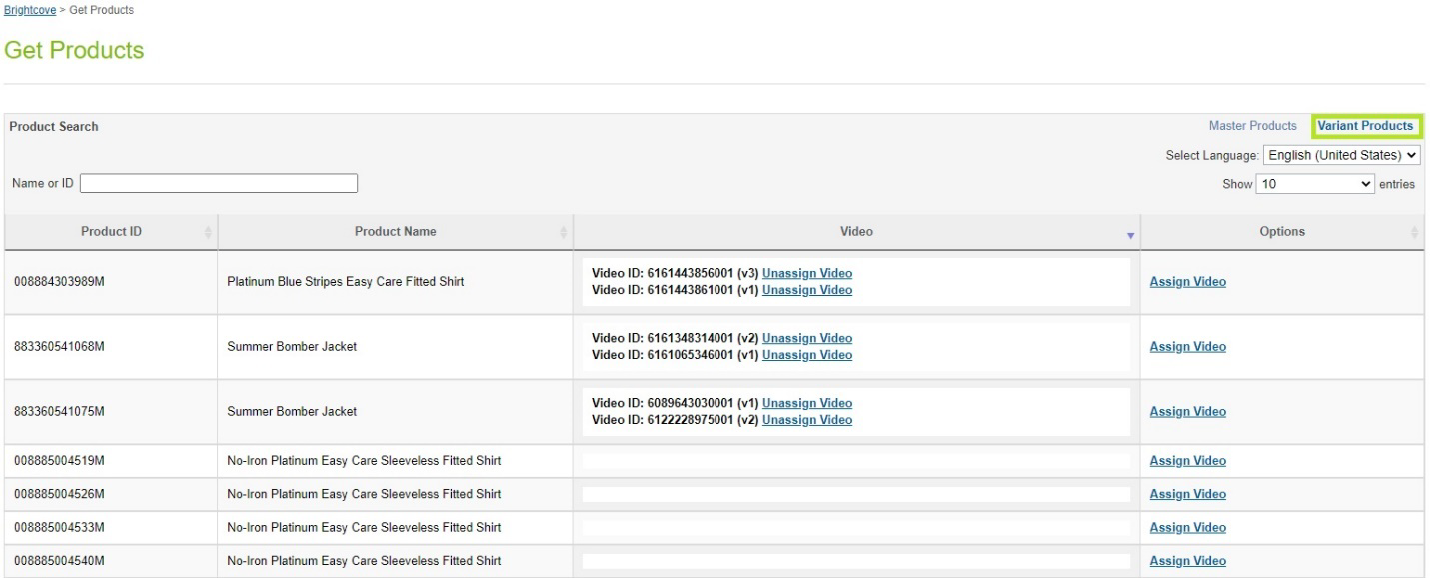 Brightcove > Get Products
Get Products
Product Search
Master Products Variant Products
Select Language: English (United States)
Name or ID
Show 10 entries
Product ID Product Name Video Options
008884303989M Platinum Blue Stripes Easy Care Fitted Shirt Video ID: 6161443856001 (v3) Unassign Video Assign Video
Video ID: 6161443861001 (v1) Unassign Video
883360541068M Summer Bomber Jacket Video ID: 6161348314001 (v2) Unassign Video Assign Video
Video ID: 6161065346001 (v1) Unassign Video
883360541075M Summer Bomber Jacket Video ID: 6089643030001 (v1) Unassign Video Assign Video
Video ID: 6122228975001 (v2) Unassign Video
008885004519M No-Iron Platinum Easy Care Sleeveless Fitted Shirt Assign Video
008885004526M No-Iron Platinum Easy Care Sleeveless Fitted Shirt Assign Video
008885004533M No-Iron Platinum Easy Care Sleeveless Fitted Shirt Assign Video
008885004540M No-Iron Platinum Easy Care Sleeveless Fitted Shirt Assign Video